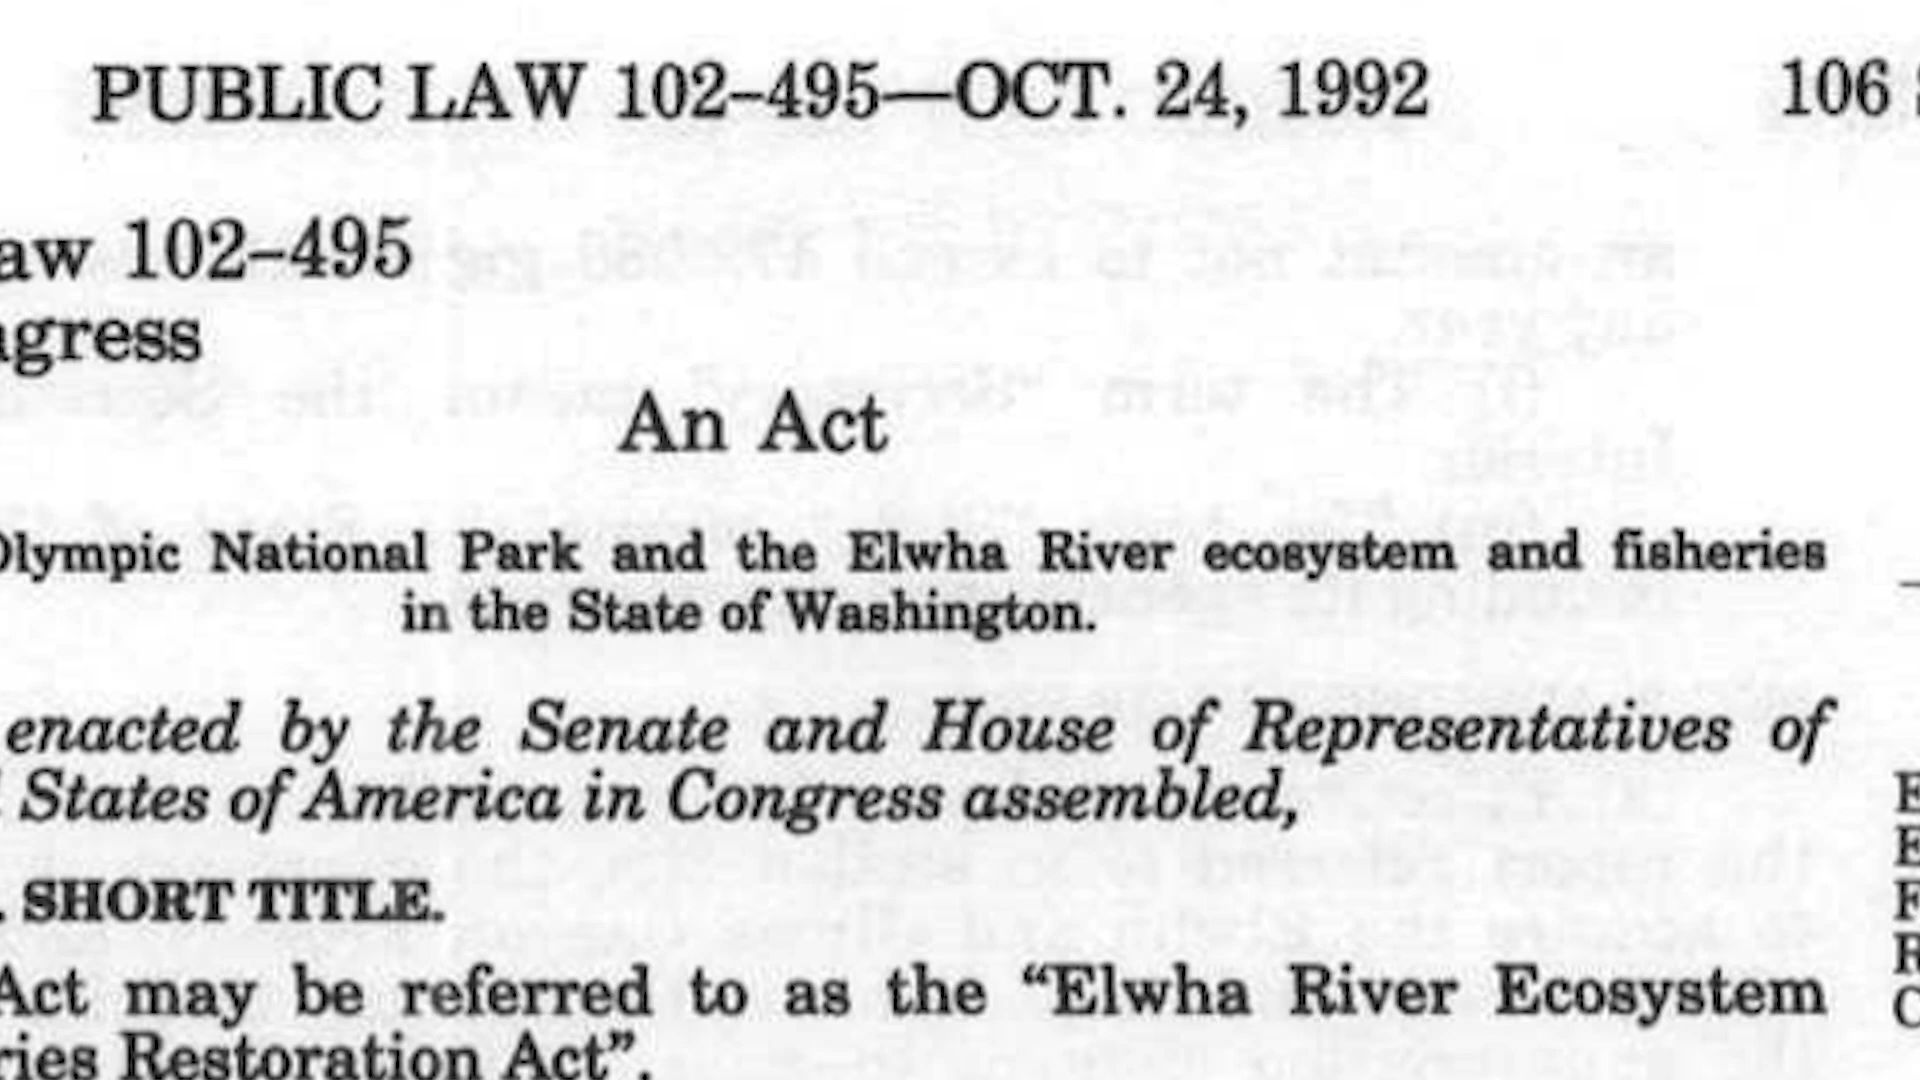 PUBLIC LAW 102–495—OCT. 24, 1992 106
aw 102–495
ngress
An Act
Olympic National Park and the Elwha River ecosystem and fisheries
in the State of Washington.
enacted by the Senate and House of Representatives of
States of America in Congress assembled,
. SHORT TITLE.
Act may be referred to as the “Elwha River Ecosystem
ries Restoration Act”.
E
E
F
R
C